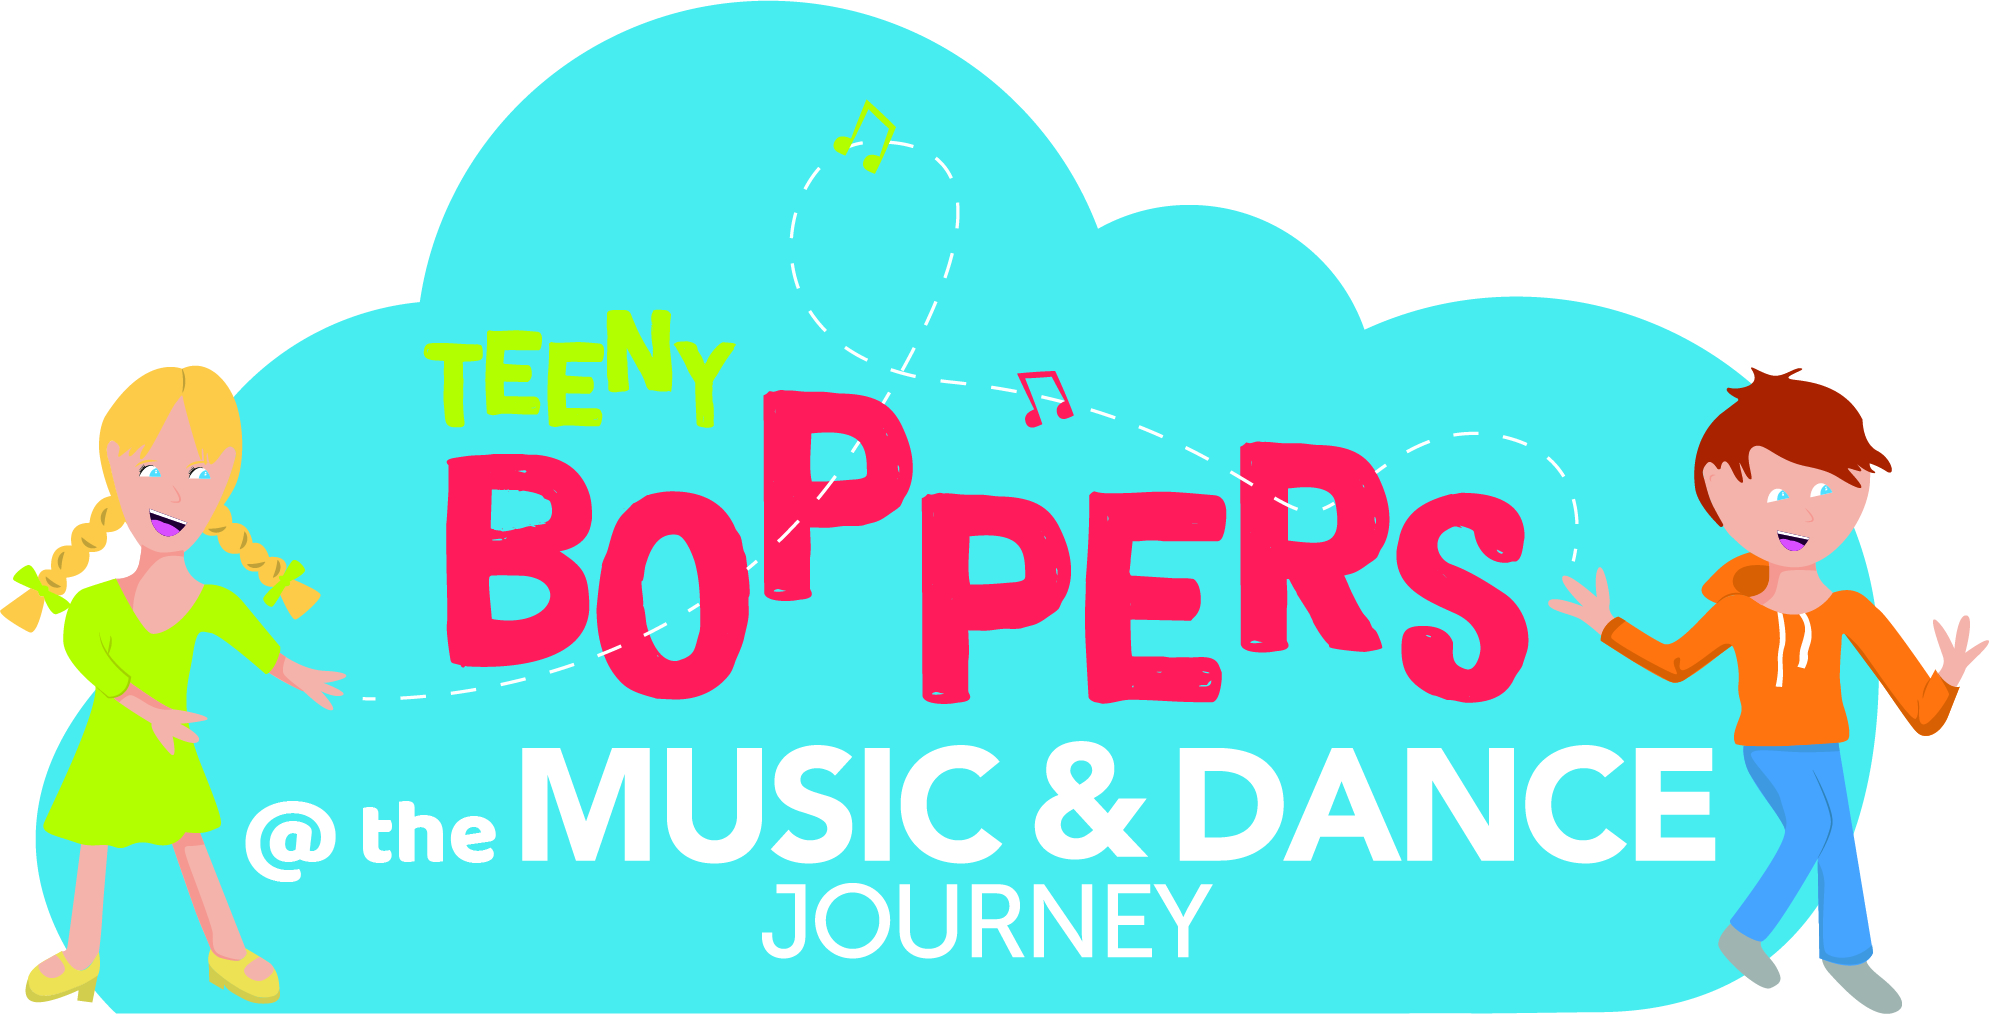 TEENY
BOPPERS
@ the MUSIC & DANCE
JOURNEY